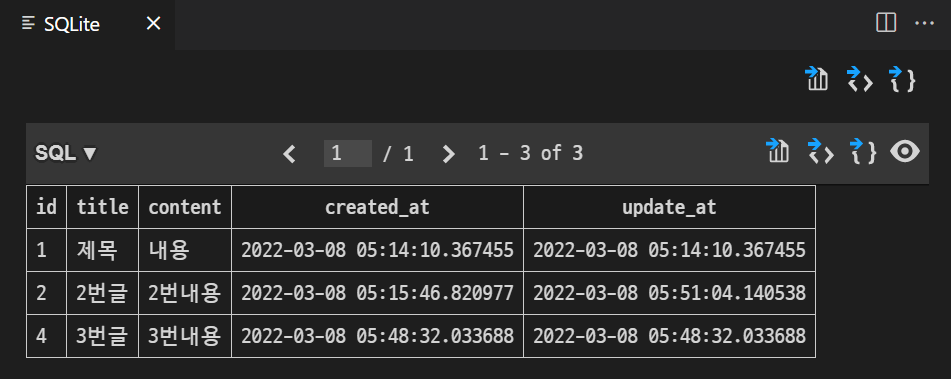 SQLite
SQL ▼ 1 / 1 1 - 3 of 3
id title content created_at update_at
1 제목 내용 2022-03-08 05:14:10.367455 2022-03-08 05:14:10.367455
2 2번글 2번내용 2022-03-08 05:15:46.820977 2022-03-08 05:51:04.140538
4 3번글 3번내용 2022-03-08 05:48:32.033688 2022-03-08 05:48:32.033688